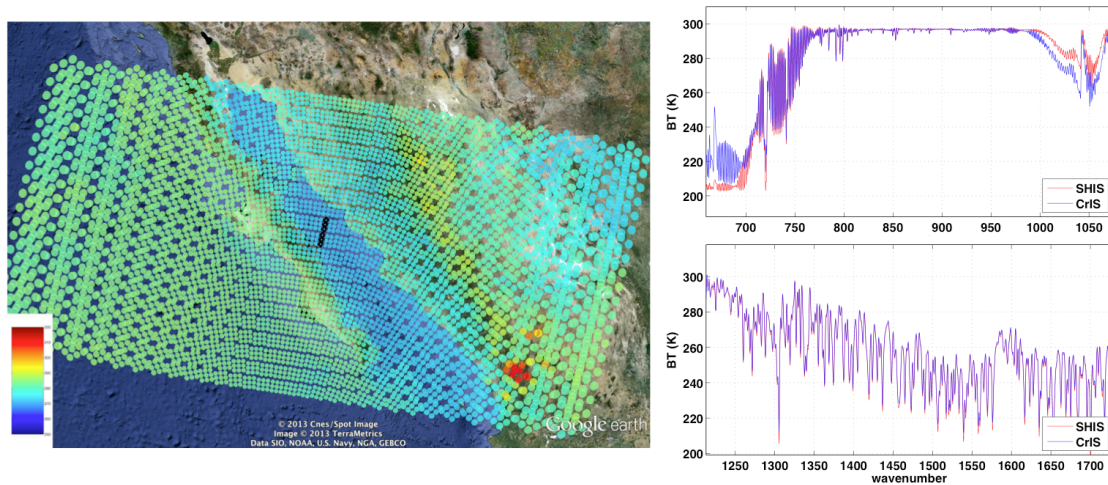 © 2013 Cnes/Spot Image
Image © 2013 TerraMetrics
Data SIO, NOAA, U.S. Navy, NGA, GEBCO
Google earth
300
280
260
240
220
200
BT (K)
700 750 800 850 900 950 1000 1050
SHIS
CrIS
300
280
260
240
220
200
BT (K)
1250 1300 1350 1400 1450 1500 1550 1600 1650 1700
wavenumber
SHIS
CrIS